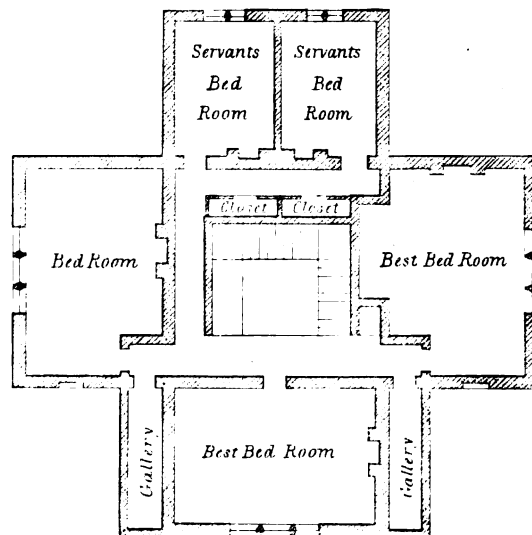 Servants
Bed
Room
Servants
Bed
Room
Closet
Closet
Bed Room
Best Bed Room
Gallery
Best Bed Room
Gallery